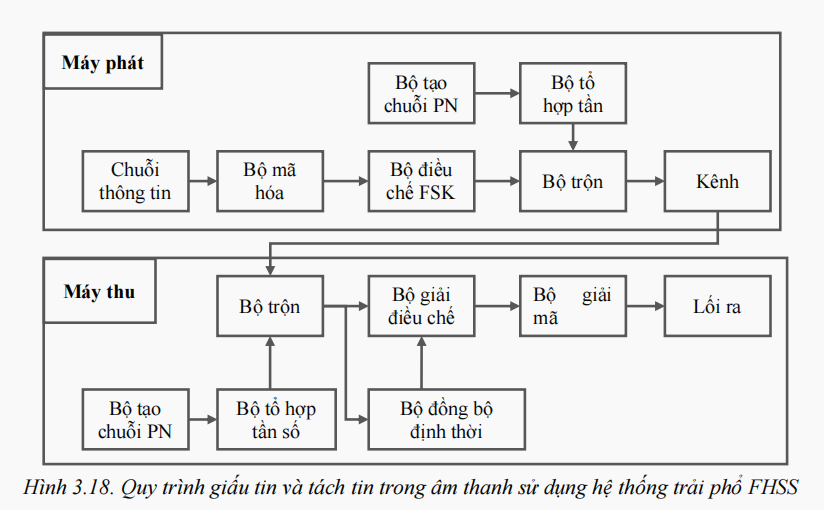 Máy phát
Bộ tạo
chuỗi PN
Bộ tổ
hợp tần
Chuỗi
thông tin
Bộ mã
hóa
Bộ điều
chế FSK
Bộ trộn
Kênh
Máy thu
Bộ trộn
Bộ giải
điều chế
Bộ giải
mã
Lối ra
Bộ tạo
chuỗi PN
Bộ tổ hợp
tần số
Bộ đồng bộ
định thời
Hình 3.18. Quy trình giấu tin và tách tin trong âm thanh sử dụng hệ thống trải phổ FHSS